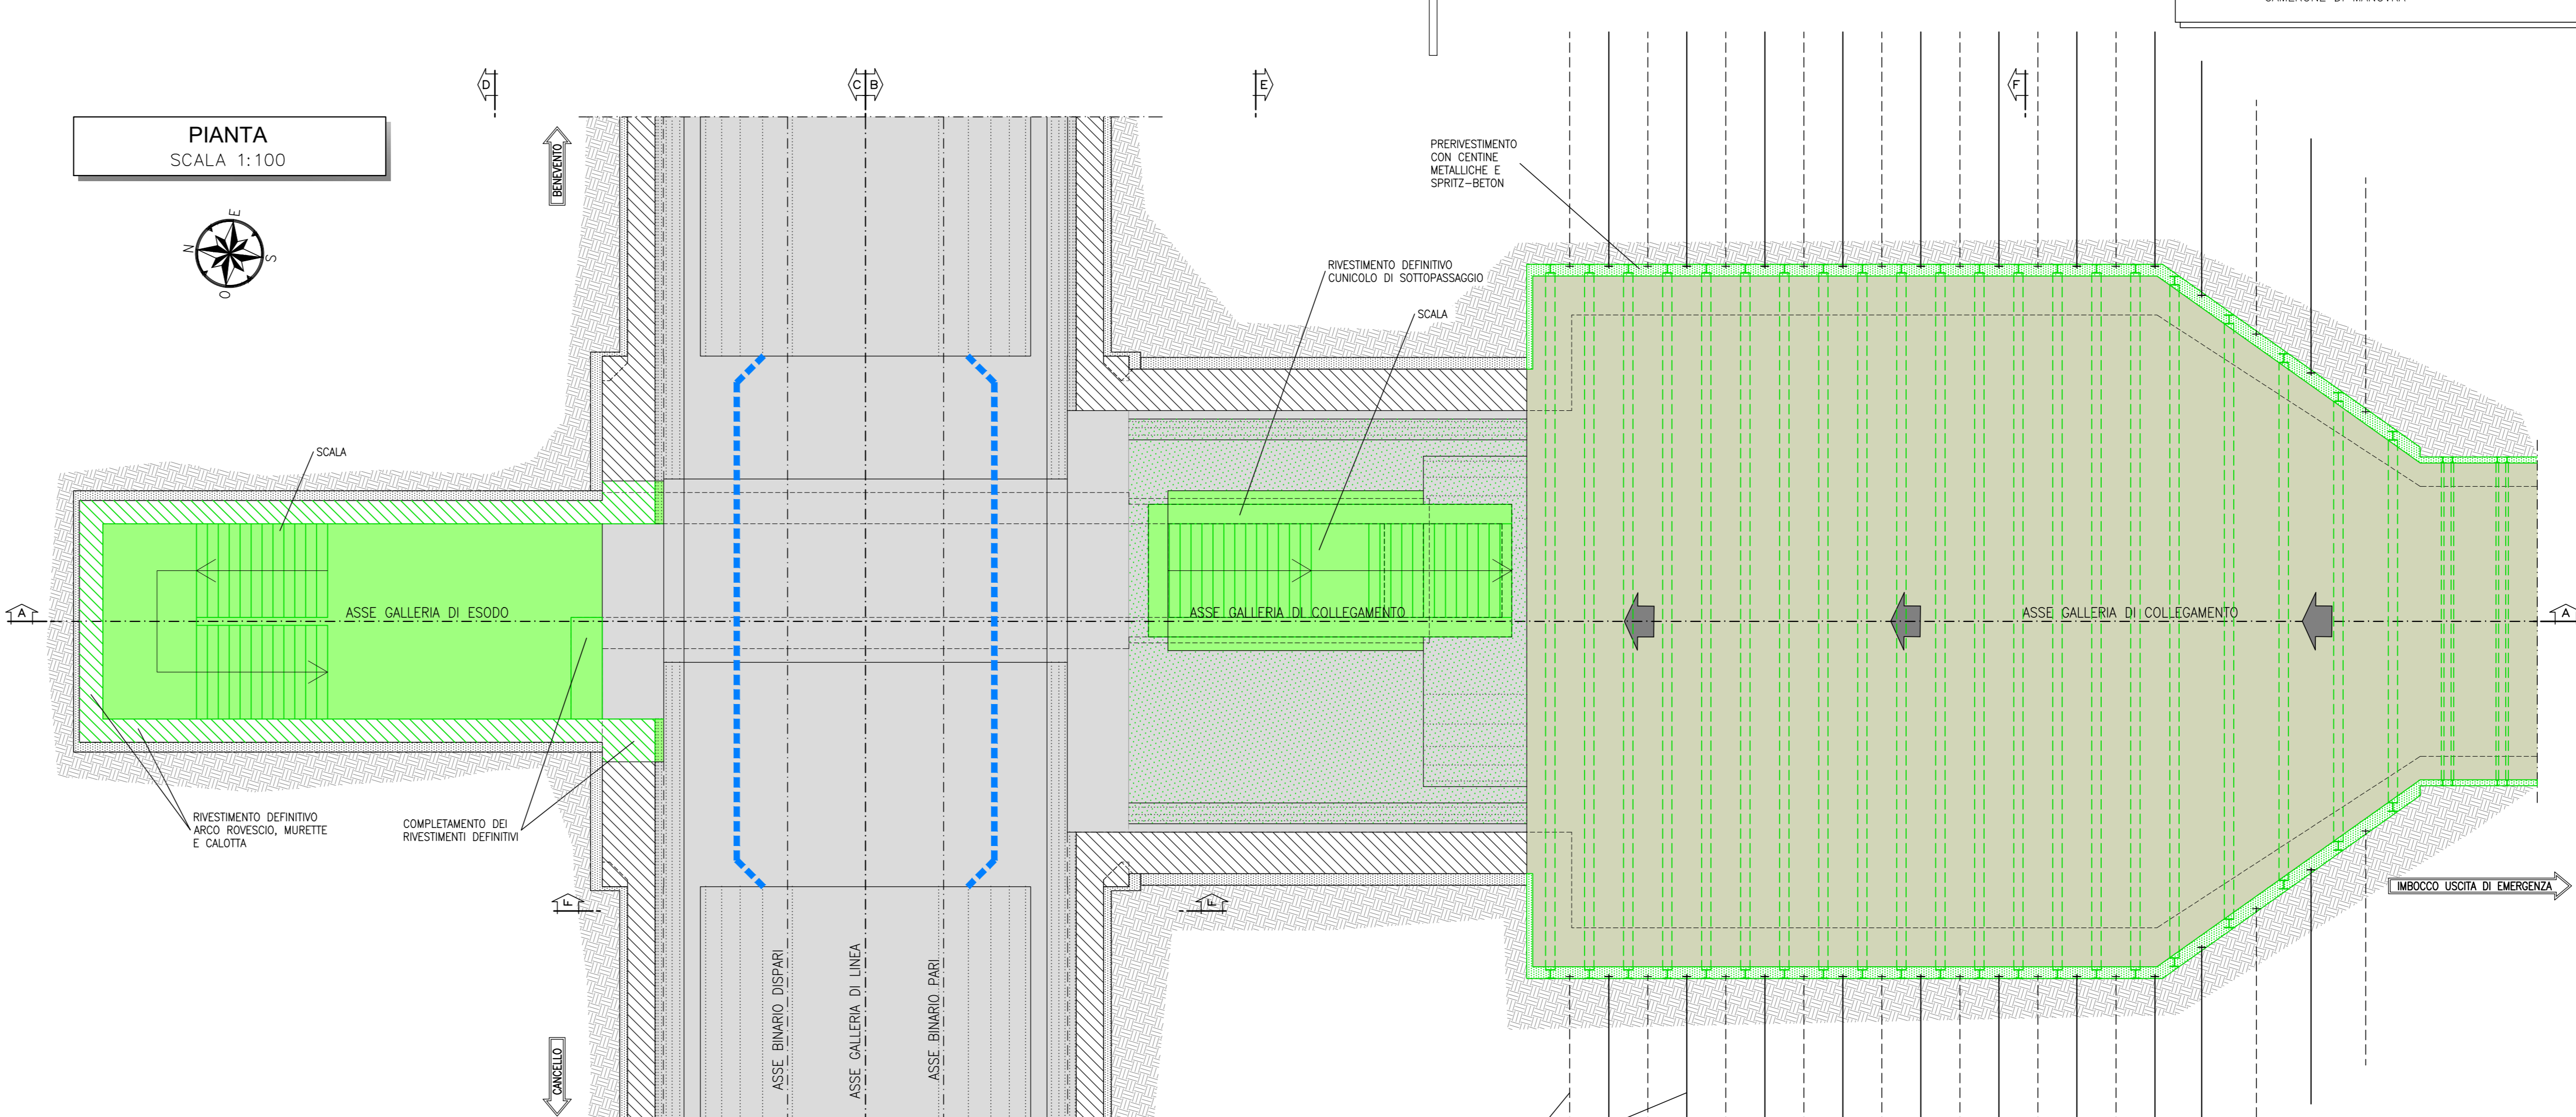 D
C
B
E
F
PIANTA
SCALA 1:100
BENEVENTO
E
N
S
O
PRERIVESTIMENTO
CON CENTINE
METALLICHE E
SPRITZ-BETON
RIVESTIMENTO DEFINITIVO
CUNICOLO DI SOTTOPASSAGGIO
SCALA
SCALA
A
ASSE GALLERIA DI ESODO
ASSE GALLERIA DI COLLEGAMENTO
ASSE GALLERIA DI COLLEGAMENTO
A
RIVESTIMENTO DEFINITIVO
ARCO ROVESCIO, MURETTE
E CALOTTA
COMPLETAMENTO DEI
RIVESTIMENTI DEFINITIVI
F
F
IMBOCCO USCITA DI EMERGENZA
ASSE BINARIO DISPARI
ASSE GALLERIA DI LINEA
ASSE BINARIO PARI
CANCELLO